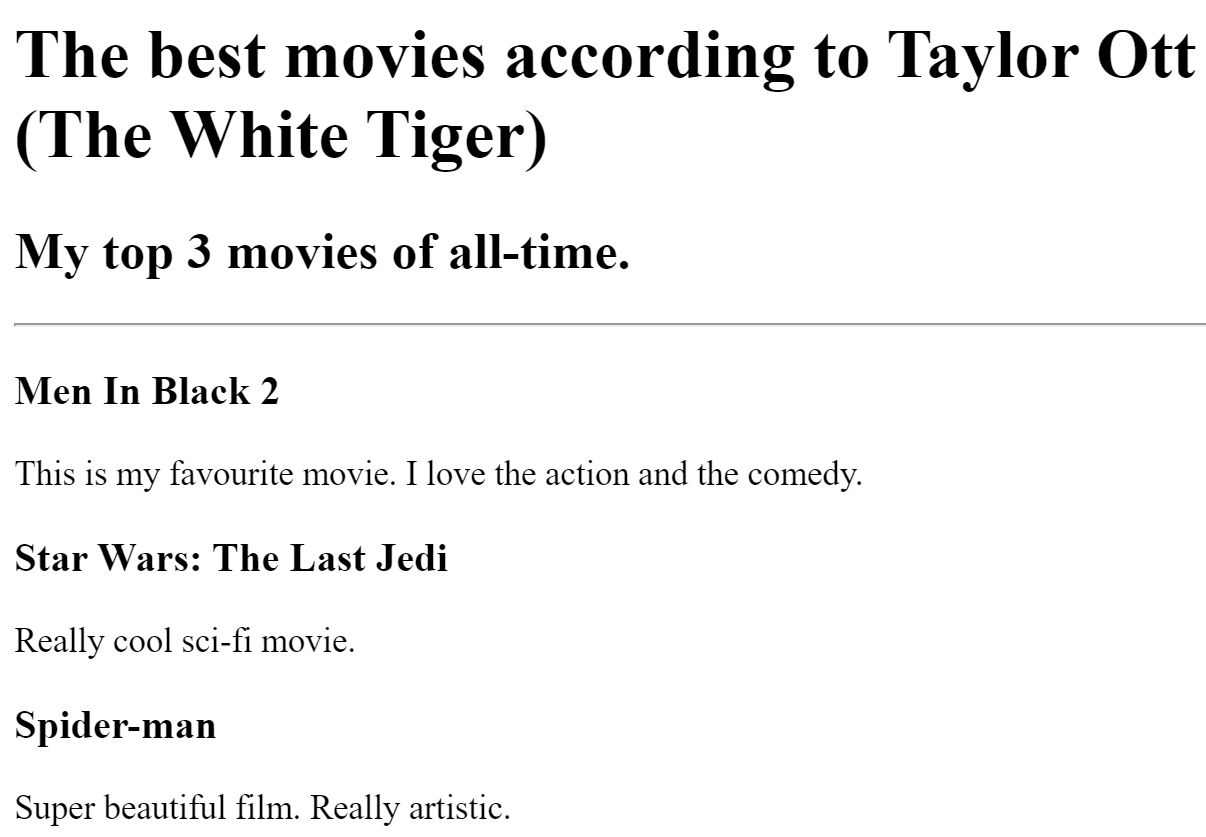 The best movies according to Taylor Ott
(The White Tiger)
My top 3 movies of all-time.
Men In Black 2
This is my favourite movie. I love the action and the comedy.
Star Wars: The Last Jedi
Really cool sci-fi movie.
Spider-man
Super beautiful film. Really artistic.